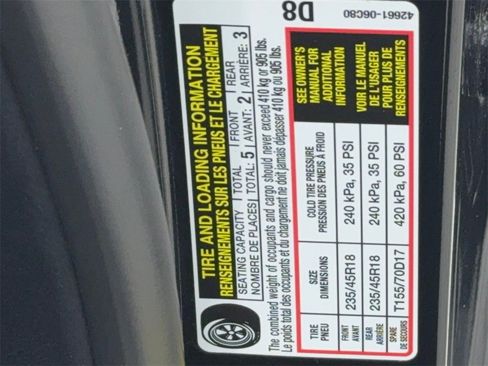 TIRE AND LOADING INFORMATION
RENSEIGNEMENTS SUR LES PNEUS ET LE CHARGEMENT
SEATING CAPACITY | TOTAL | FRONT | REAR
NOMBRE DE PLACES | TOTAL: 5 | AVANT: 2 | ARRIÈRE: 3
The combined weight of occupants and cargo should never exceed 410 kg or 905 lbs.
Le poids total des occupants et du chargement ne doit jamais dépasser 410 kg ou 905 lbs.
TIRE SIZE COLD TIRE PRESSURE
PNEU DIMENSIONS PRESSION DES PNEUS À FROID
FRONT
AVANT 235/45R18 240 kPa, 35 PSI
REAR
ARRIÈRE 235/45R18 240 kPa, 35 PSI
SPARE
DE SECOURS T155/70D17 420 kPa, 60 PSI
SEE OWNER'S
MANUAL FOR
ADDITIONAL
INFORMATION
VOIR LE MANUEL
DE L'USAGER
POUR PLUS DE
RENSEIGNEMENTS
D8
42661-06C80